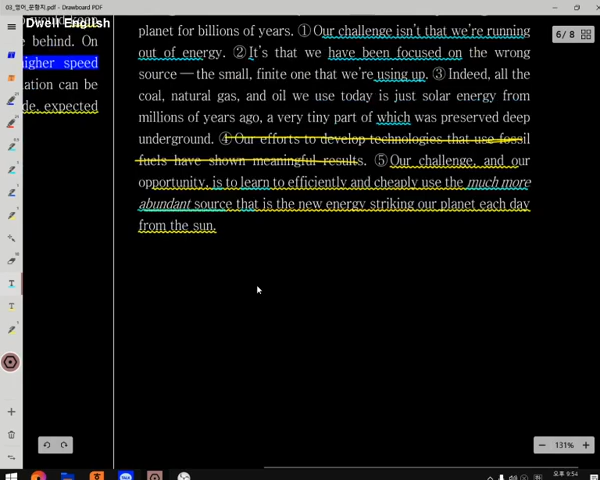 03_영어_문항지.pdf - Drawboard PDF
Dwell English
behind. On
higher speed
ation can be
de, expected
planet for billions of years. ① Our challenge isn't that we're running
out of energy. ② It's that we have been focused on the wrong
source — the small, finite one that we're using up. ③ Indeed, all the
coal, natural gas, and oil we use today is just solar energy from
millions of years ago, a very tiny part of which was preserved deep
underground. ④ Our efforts to develop technologies that use fossil
fuels have shown meaningful results. ⑤ Our challenge, and our
opportunity, is to learn to efficiently and cheaply use the much more
abundant source that is the new energy striking our planet each day
from the sun.
6 / 8
131%
오후 9:54